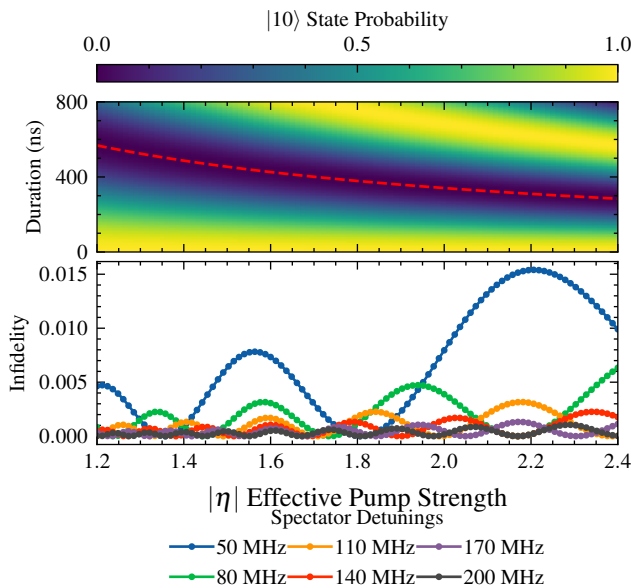 |10⟩ State Probability
0.0 0.5 1.0
800
600
400
200
0
Duration (ns)
0.015
0.010
0.005
0.000
Infidelity
1.2 1.4 1.6 1.8 2.0 2.2 2.4
|η| Effective Pump Strength
Spectator Detunings
50 MHz 110 MHz 170 MHz
80 MHz 140 MHz 200 MHz